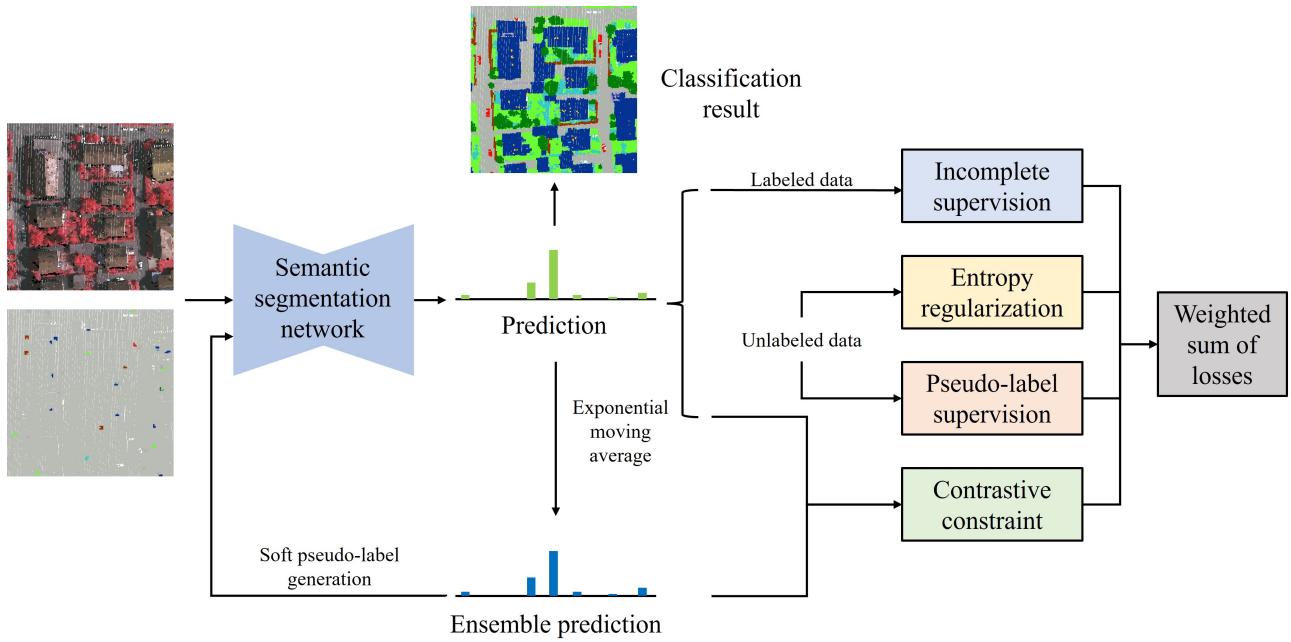 Classification
result
Labeled data
Incomplete
supervision
Semantic
segmentation
network
Prediction
Entropy
regularization
Unlabeled data
Weighted
sum of
losses
Pseudo-label
supervision
Exponential
moving
average
Contrastive
constraint
Soft pseudo-label
generation
Ensemble prediction